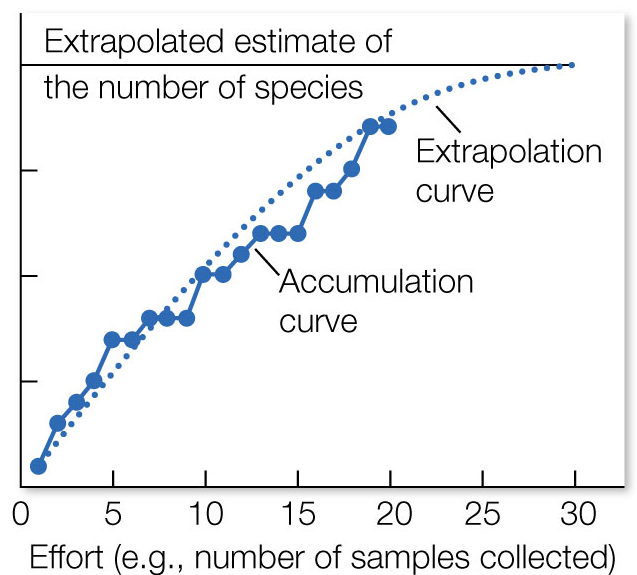 Extrapolated estimate of
the number of species
Extrapolation
curve
Accumulation
curve
0 5 10 15 20 25 30
Effort (e.g., number of samples collected)